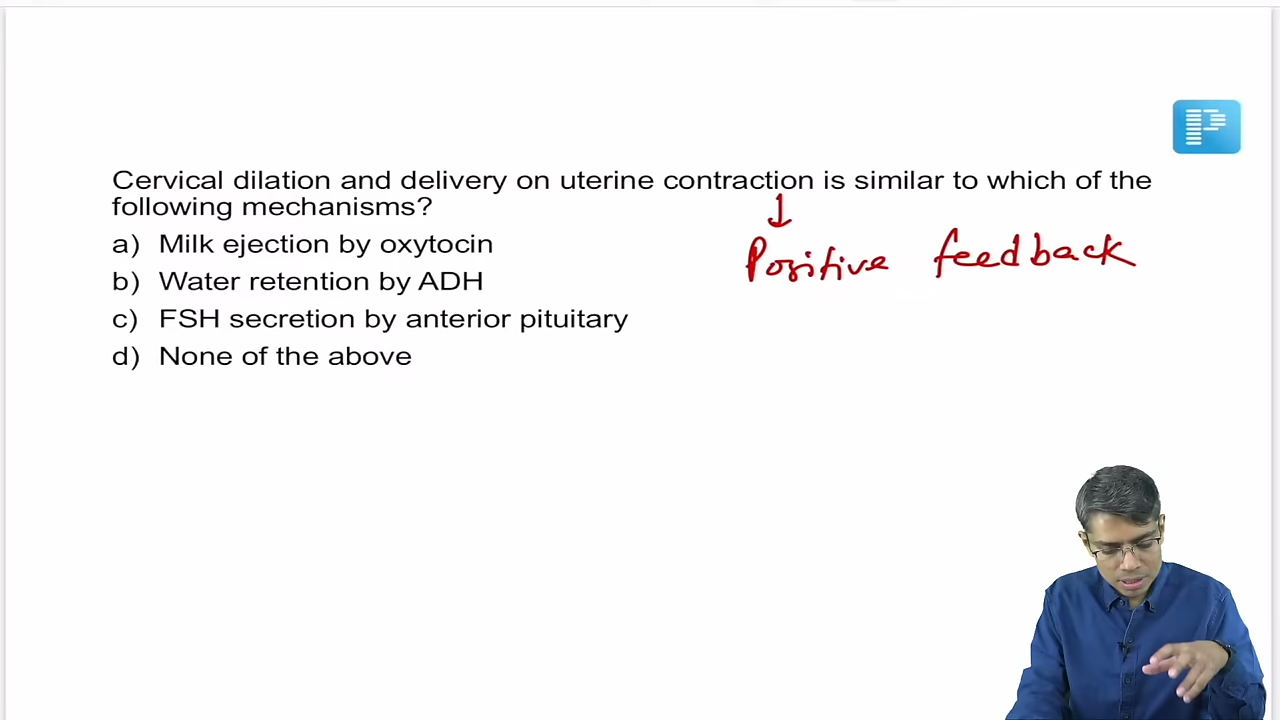 Cervical dilation and delivery on uterine contraction is similar to which of the
following mechanisms?
a) Milk ejection by oxytocin
b) Water retention by ADH
c) FSH secretion by anterior pituitary
d) None of the above
Positive feedback
P